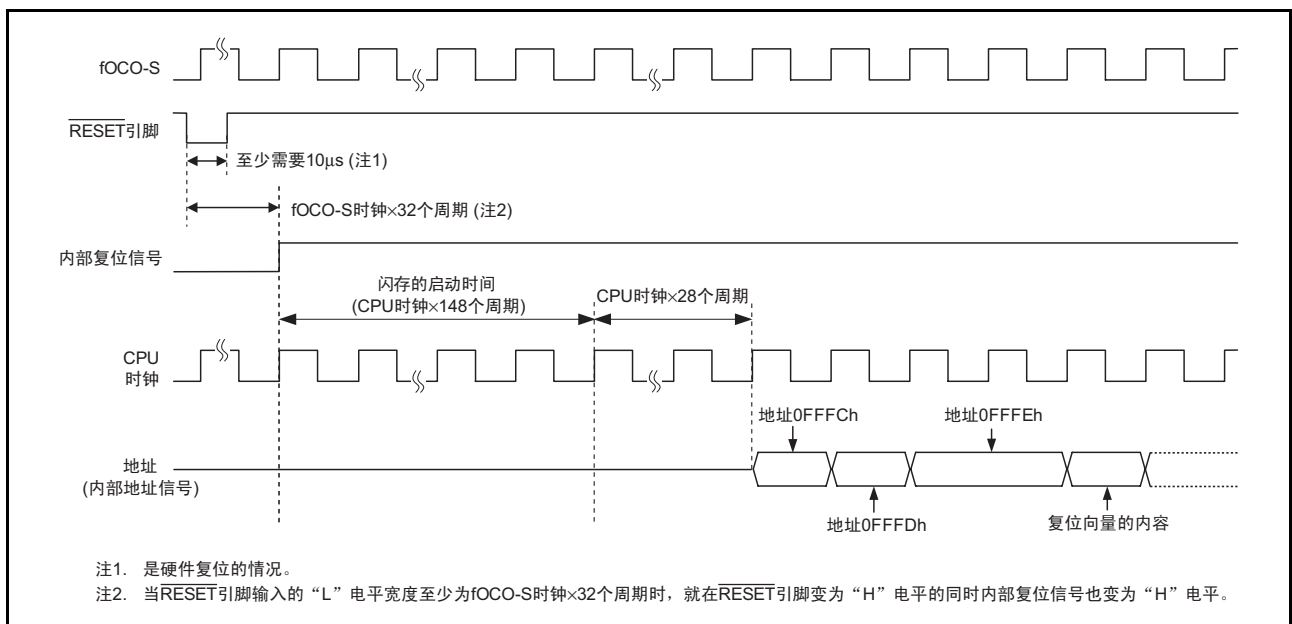 fOCO-S
RESET引脚
至少需要10μs (注1)
fOCO-S时钟×32个周期 (注2)
内部复位信号
闪存的启动时间
(CPU时钟×148个周期)
CPU时钟×28个周期
CPU
时钟
地址0FFFCh
地址0FFFEh
地址
(内部地址信号)
地址0FFFDh
复位向量的内容
注1. 是硬件复位的情况。
注2. 当RESET引脚输入的“L”电平宽度至少为fOCO-S时钟×32个周期时，就在RESET引脚变为“H”电平的同时内部复位信号也变为“H”电平。